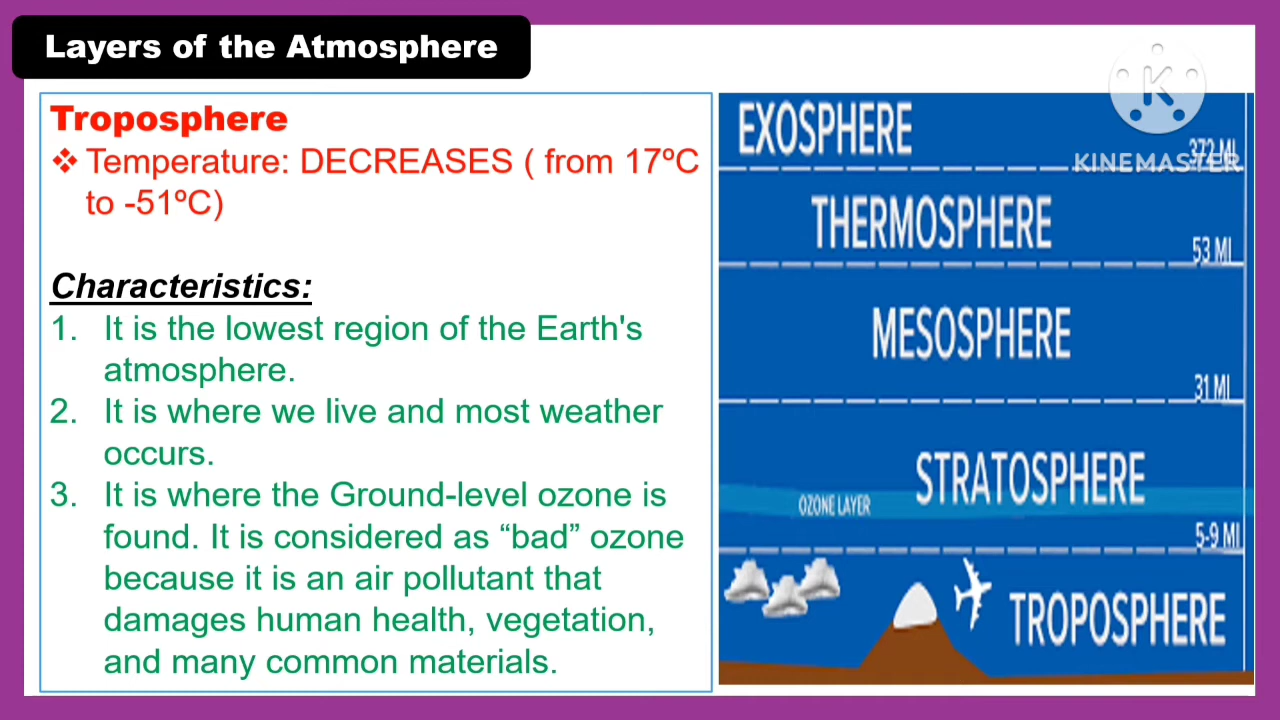 Layers of the Atmosphere
Troposphere
❖ Temperature: DECREASES ( from 17ºC
to -51ºC)
Characteristics:
1. It is the lowest region of the Earth's
atmosphere.
2. It is where we live and most weather
occurs.
3. It is where the Ground-level ozone is
found. It is considered as “bad” ozone
because it is an air pollutant that
damages human health, vegetation,
and many common materials.
K
KINEMASTER
EXOSPHERE
372 MI
THERMOSPHERE
53 MI
MESOSPHERE
31 MI
STRATOSPHERE
OZONE LAYER
5-9 MI
TROPOSPHERE